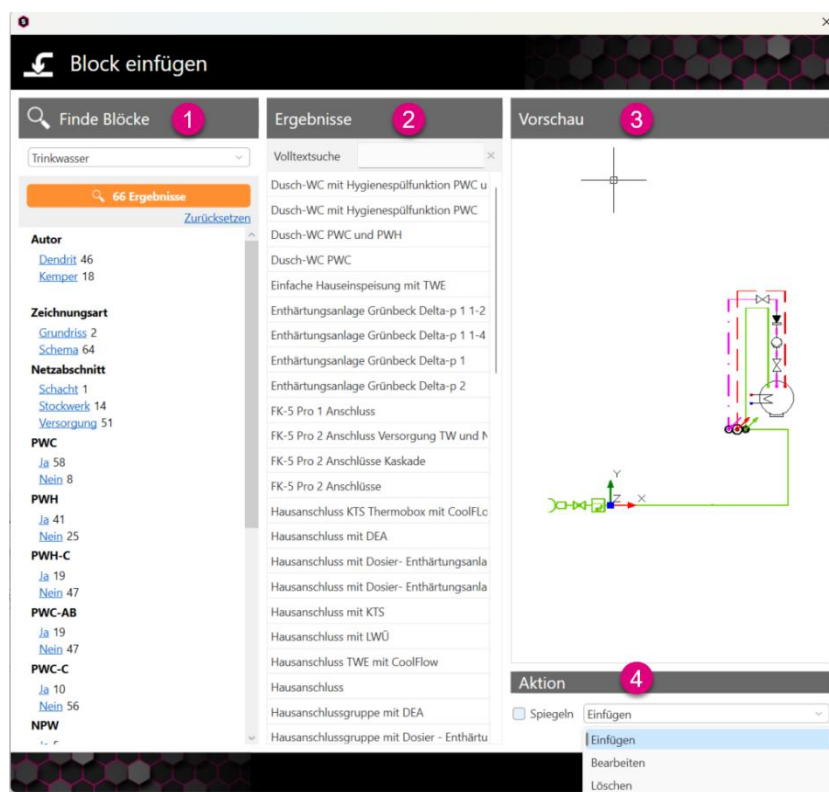 Block einfügen
Finde Blöcke 1
Trinkwasser
66 Ergebnisse
Zurücksetzen
Autor
Dendrit 46
Kemper 18
Zeichnungsart
Grundriss 2
Schema 64
Netzabschnitt
Schacht 1
Stockwerk 14
Versorgung 51
PWC
Ja 58
Nein 8
PWH
Ja 41
Nein 25
PWH-C
Ja 19
Nein 47
PWC-AB
Ja 19
Nein 47
PWC-C
Ja 10
Nein 56
NPW
Ergebnisse 2
Volltextsuche
Dusch-WC mit Hygienespülfunktion PWC u
Dusch-WC mit Hygienespülfunktion PWC
Dusch-WC PWC und PWH
Dusch-WC PWC
Einfache Hauseinspeisung mit TWE
Enthärtungsanlage Grünbeck Delta-p 1 1-2
Enthärtungsanlage Grünbeck Delta-p 1 1-4
Enthärtungsanlage Grünbeck Delta-p 1
Enthärtungsanlage Grünbeck Delta-p 2
FK-5 Pro 1 Anschluss
FK-5 Pro 2 Anschluss Versorgung TW und N
FK-5 Pro 2 Anschlüsse Kaskade
FK-5 Pro 2 Anschlüsse
Hausanschluss KTS Thermobox mit CoolFLo
Hausanschluss mit DEA
Hausanschluss mit Dosier- Enthärtungsanla
Hausanschluss mit Dosier- Enthärtungsanla
Hausanschluss mit KTS
Hausanschluss mit LWÜ
Hausanschluss TWE mit CoolFlow
Hausanschluss
Hausanschlussgruppe mit DEA
Hausanschlussgruppe mit Dosier - Enthärtu
Vorschau 3
Y
Z X
Aktion 4
Spiegeln Einfügen
Einfügen
Bearbeiten
Löschen